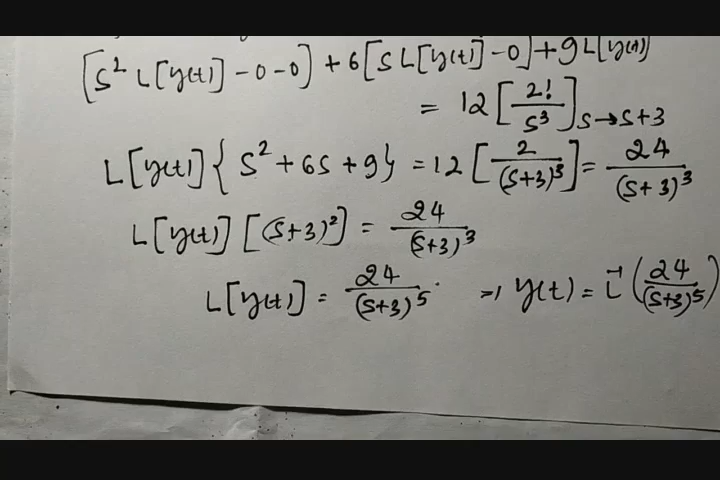 [S² L[y(t)] - 0 - 0] + 6[S L[y(t)] - 0] + 9L[y(t)]
= 12 [2!/S³]S→S+3
L[y(t)] { S² + 6S + 9 } = 12 [2/(S+3)³] = 24/(S+3)³
L[y(t)] [(S+3)²] = 24/(S+3)³
L[y(t)] = 24/(S+3)⁵. ⇒ y(t) = L⁻¹(24/(S+3)⁵)